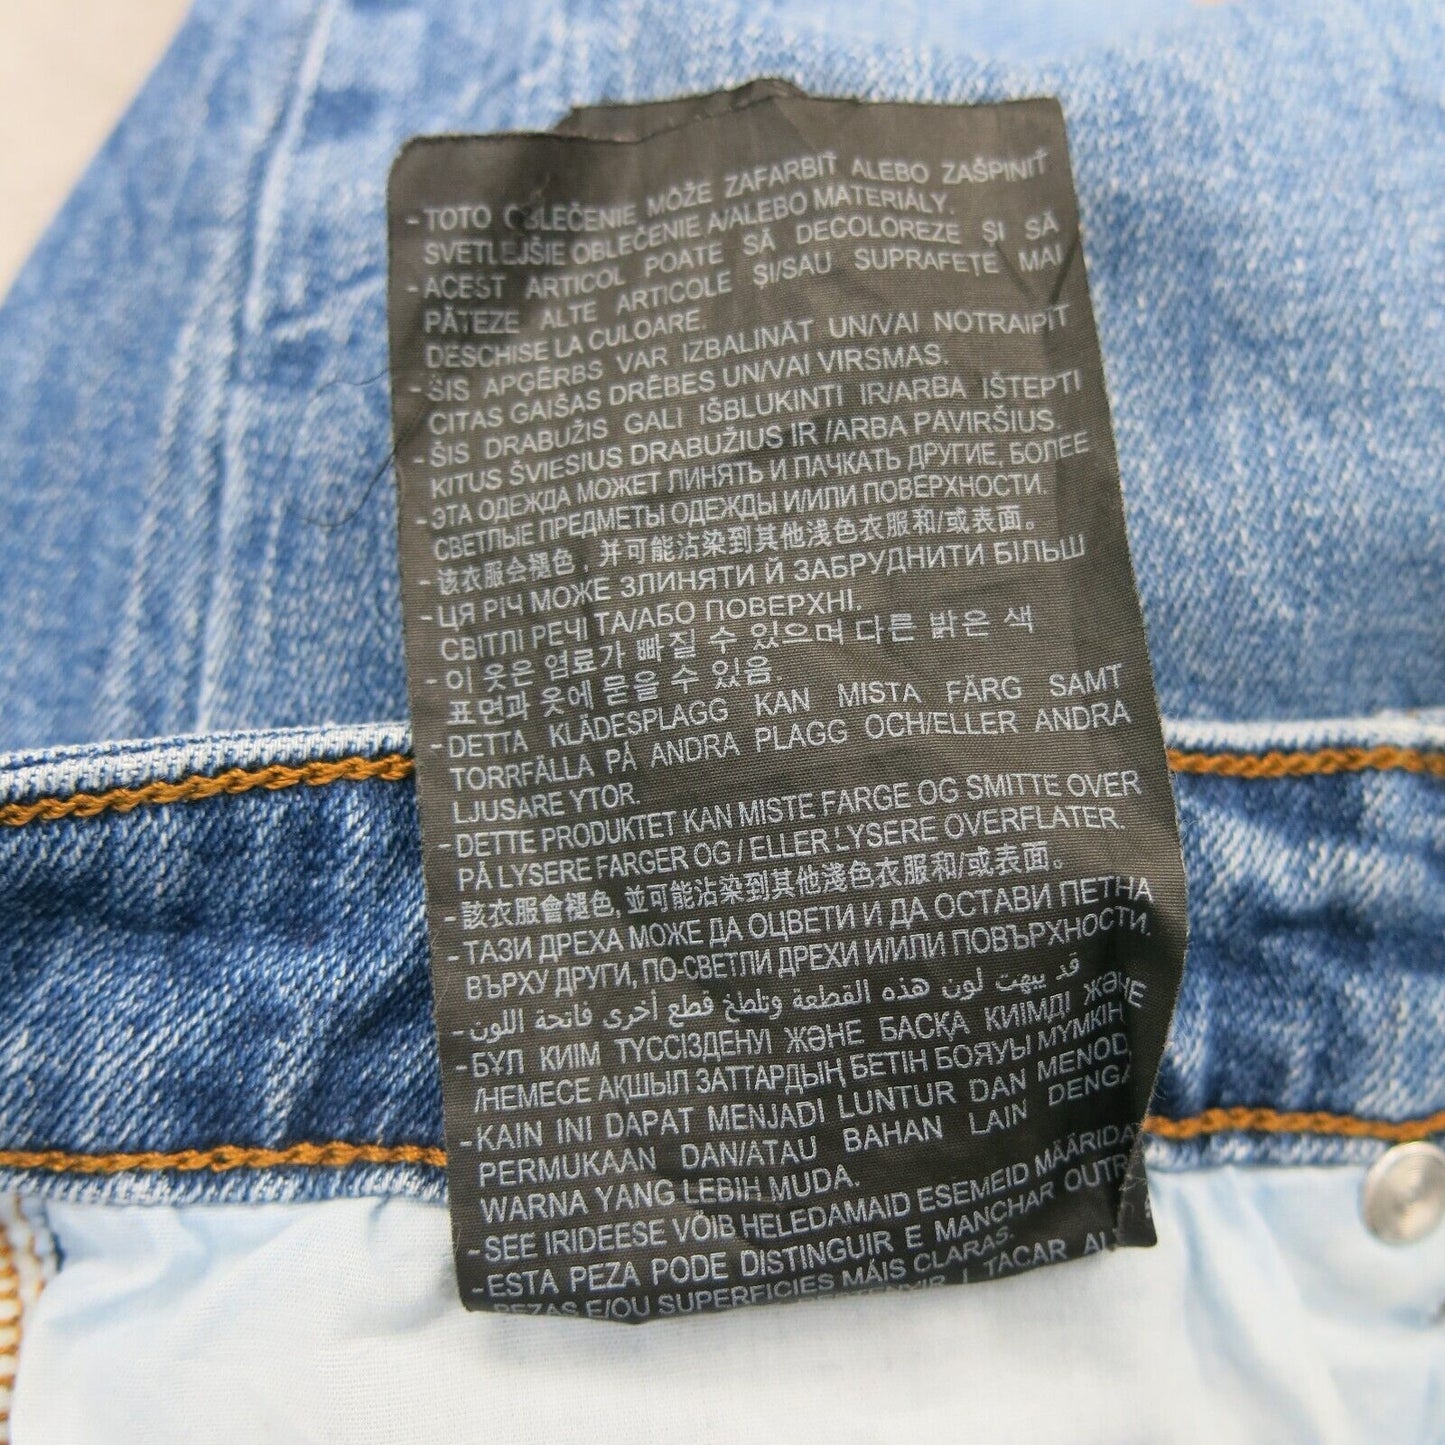 - TOTO OBLEČENIE MÔŽE ZAFARBIŤ ALEBO ZAŠPINIŤ
SVETLEJŠIE OBLEČENIE A/ALEBO MATERIÁLY.
- ACEST ARTICOL POATE SĂ DECOLOREZE ȘI SĂ
PĂTEZE ALTE ARTICOLE ȘI/SAU SUPRAFEȚE MAI
DESCHISE LA CULOARE.
- ŠIS APĢĒRBS VAR IZBALINĀT UN/VAI NOTRAIPĪT
CITAS GAIŠAS DRĒBES UN/VAI VIRSMAS.
- ŠIS DRABUŽIS GALI IŠBLUKINTI IR/ARBA IŠTEPTI
KITUS ŠVIESIUS DRABUŽIUS IR /ARBA PAVIRŠIUS.
- ЭТА ОДЕЖДА МОЖЕТ ЛИНЯТЬ И ПАЧКАТЬ ДРУГИЕ, БОЛЕЕ
СВЕТЛЫЕ ПРЕДМЕТЫ ОДЕЖДЫ И/ИЛИ ПОВЕРХНОСТИ.
- 该衣服会褪色，并可能沾染到其他浅色衣服和/或表面。
- ЦЯ РІЧ МОЖЕ ЗЛИНЯТИ Й ЗАБРУДНИТИ БІЛЬШ
СВІТЛІ РЕЧІ ТА/АБО ПОВЕРХНІ.
- 이 옷은 염료가 빠질 수 있으며 다른 밝은 색
표면과 옷에 묻을 수 있음.
- DETTA KLÄDESPLAGG KAN MISTA FÄRG SAMT
TORRFÄLLA PÅ ANDRA PLAGG OCH/ELLER ANDRA
LJUSARE YTOR.
- DETTE PRODUKTET KAN MISTE FARGE OG SMITTE OVER
PÅ LYSERE FARGER OG / ELLER LYSERE OVERFLATER.
- 該衣服會褪色, 並可能沾染到其他淺色衣服和/或表面。
- ТАЗИ ДРЕХА МОЖЕ ДА ОЦВЕТИ И ДА ОСТАВИ ПЕТНА
ВЪРХУ ДРУГИ, ПО-СВЕТЛИ ДРЕХИ И/ИЛИ ПОВЪРХНОСТИ.
- قد يبهت لون هذه القطعة وتلطخ قطع أخرى فاتحة اللون
- БҰЛ КИІМ ТҮССІЗДЕНУІ ЖӘНЕ БАСҚА КИІМДІ ЖӘНЕ
/НЕМЕСЕ АҚШЫЛ ЗАТТАРДЫҢ БЕТІН БОЯУЫ МҮМКІН
- KAIN INI DAPAT MENJADI LUNTUR DAN MENOD
PERMUKAAN DAN/ATAU BAHAN LAIN DENGA
WARNA YANG LEBIH MUDA.
- SEE IRIDEESE VÕIB HELEDAMAID ESEMEID MÄÄRIDA
- ESTA PEZA PODE DISTINGUIR E MANCHAR OUTR
PEZAS E/OU SUPERFICIES MÁIS CLARAS.
I TACAR AL